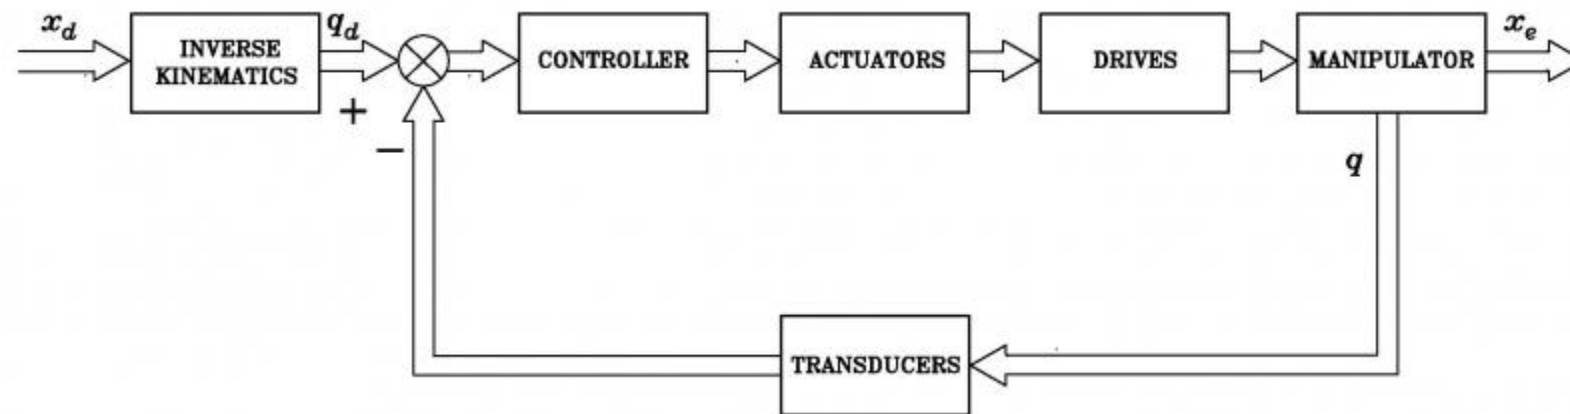 x_d
INVERSE
KINEMATICS
q_d
+
−
CONTROLLER
ACTUATORS
DRIVES
MANIPULATOR
x_e
q
TRANSDUCERS